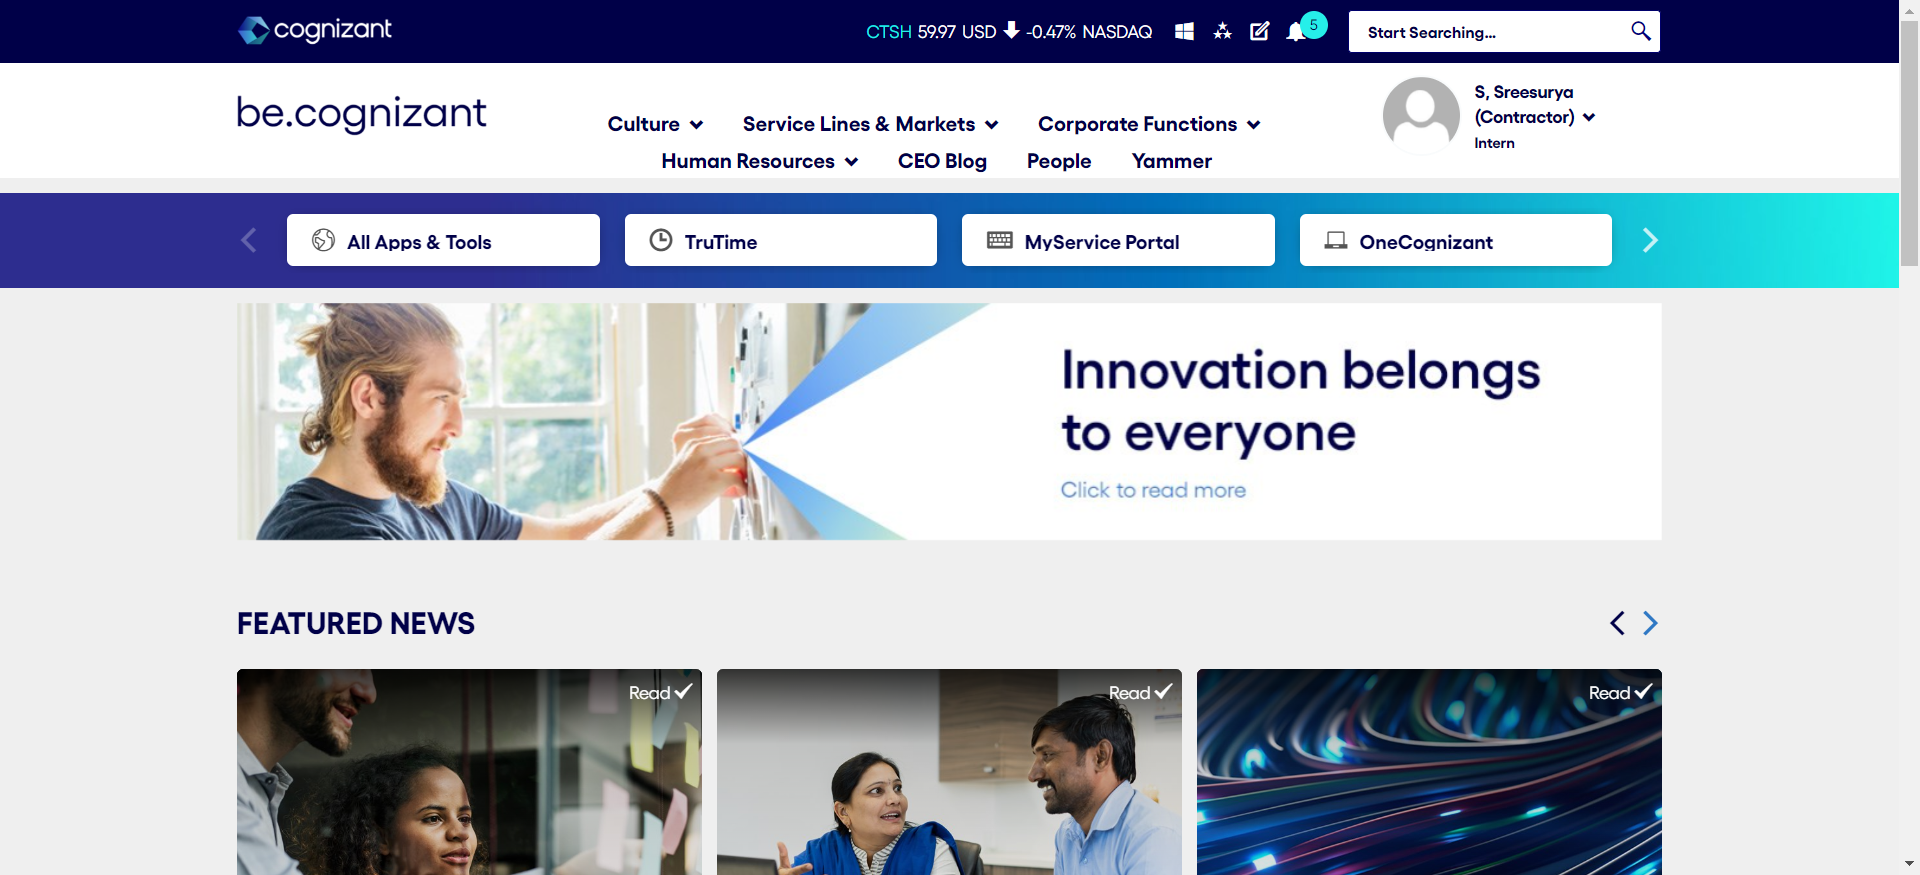 cognizant
CTSH 59.97 USD -0.47% NASDAQ
5
Start Searching...
be.cognizant
Culture
Service Lines & Markets
Corporate Functions
Human Resources
CEO Blog
People
Yammer
S, Sreesurya
(Contractor)
Intern
All Apps & Tools
TruTime
MyService Portal
OneCognizant
Innovation belongs
to everyone
Click to read more
FEATURED NEWS
Read
Read
Read